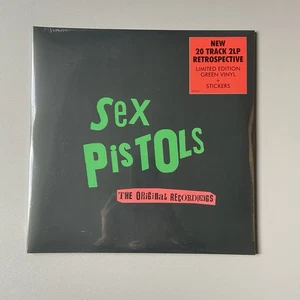 NEW
20 TRACK 2LP
RETROSPECTIVE
LIMITED EDITION
GREEN VINYL
+
STICKERS
Sex
PISTOLS
THE ORIGINAL RECORDINGS